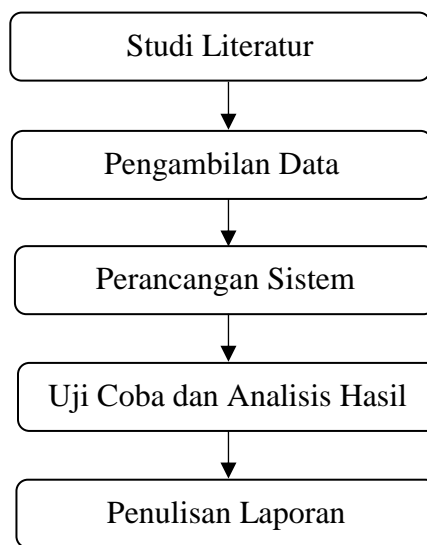 Studi Literatur
Pengambilan Data
Perancangan Sistem
Uji Coba dan Analisis Hasil
Penulisan Laporan